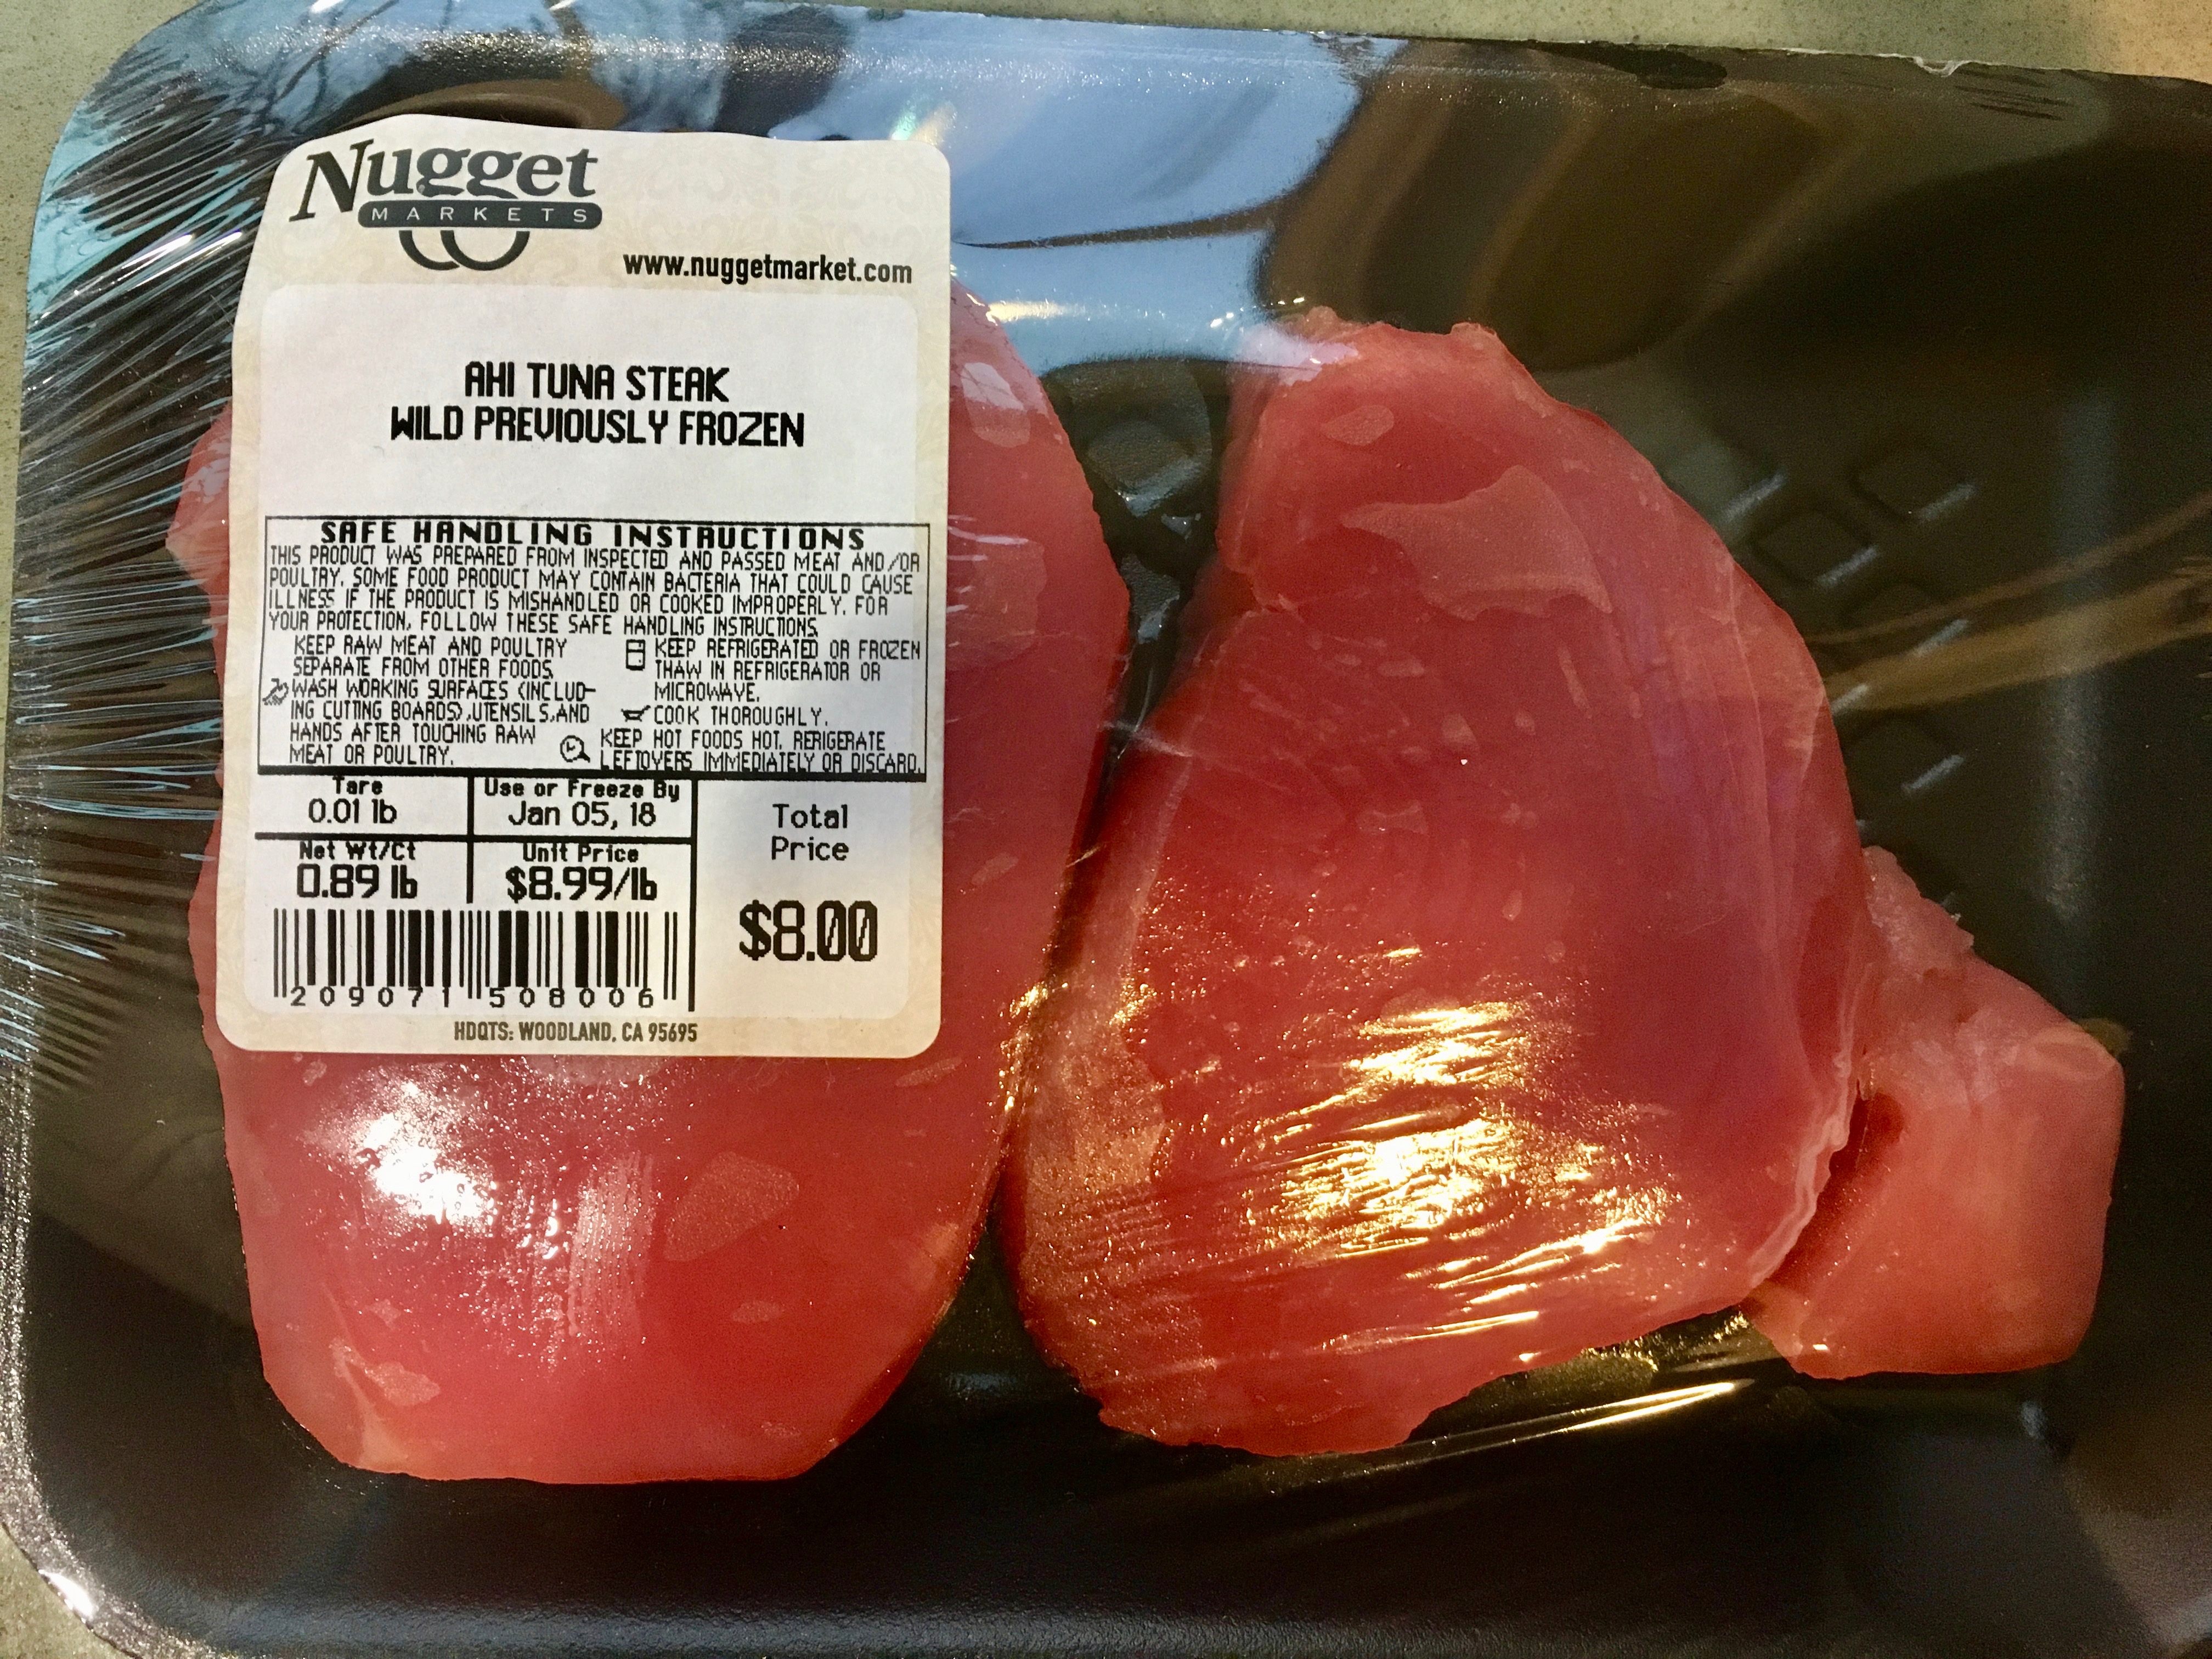 Nugget
MARKETS
www.nuggetmarket.com
AHI TUNA STEAK
WILD PREVIOUSLY FROZEN
SAFE HANDLING INSTRUCTIONS
THIS PRODUCT WAS PREPARED FROM INSPECTED AND PASSED MEAT AND/OR
POULTRY. SOME FOOD PRODUCT MAY CONTAIN BACTERIA THAT COULD CAUSE
ILLNESS IF THE PRODUCT IS MISHANDLED OR COOKED IMPROPERLY. FOR
YOUR PROTECTION, FOLLOW THESE SAFE HANDLING INSTRUCTIONS.
KEEP RAW MEAT AND POULTRY
SEPARATE FROM OTHER FOODS.
WASH WORKING SURFACES (INCLUD-
ING CUTTING BOARDS),UTENSILS,AND
HANDS AFTER TOUCHING RAW
MEAT OR POULTRY.
KEEP REFRIGERATED OR FROZEN
THAW IN REFRIGERATOR OR
MICROWAVE.
COOK THOROUGHLY.
KEEP HOT FOODS HOT. RERIGERATE
LEFTOVERS IMMEDIATELY OR DISCARD.
Tare
0.01 lb
Use or Freeze By
Jan 05, 18
Net Wt/Ct
0.89 lb
Unit Price
$8.99/lb
Total
Price
$8.00
209071 508006
HDQTS: WOODLAND, CA 95695